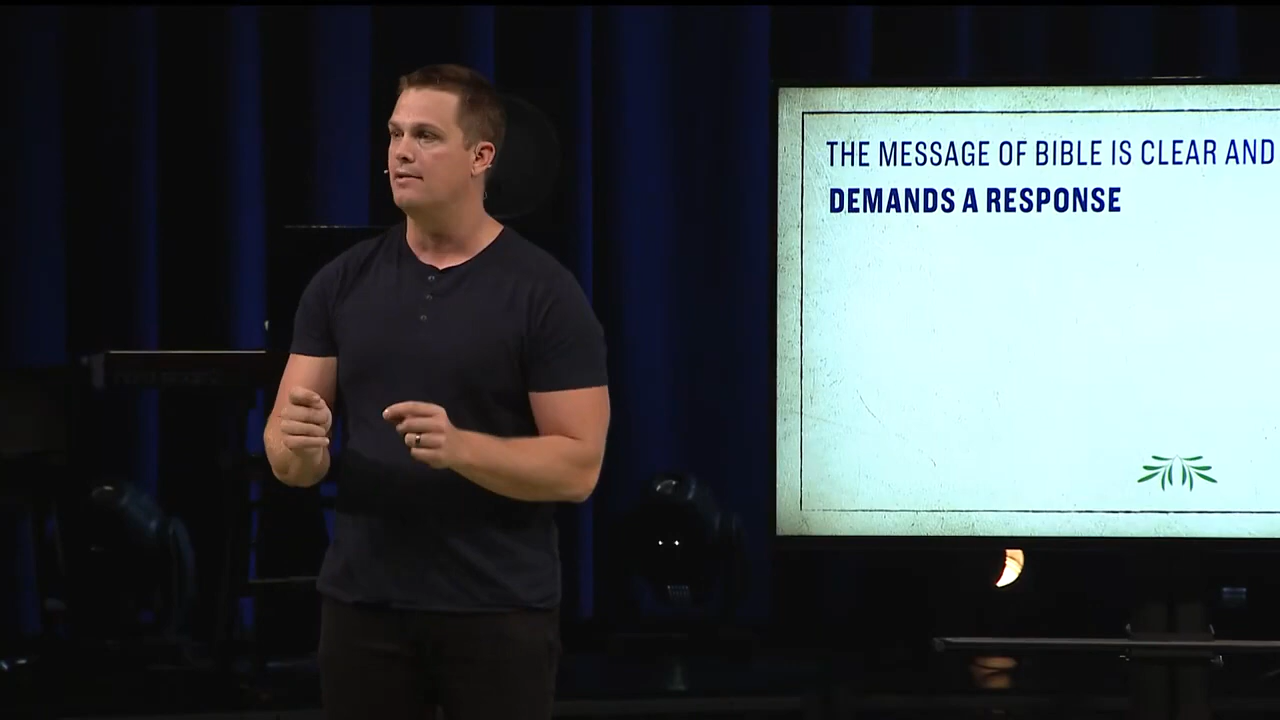 THE MESSAGE OF BIBLE IS CLEAR AND
DEMANDS A RESPONSE